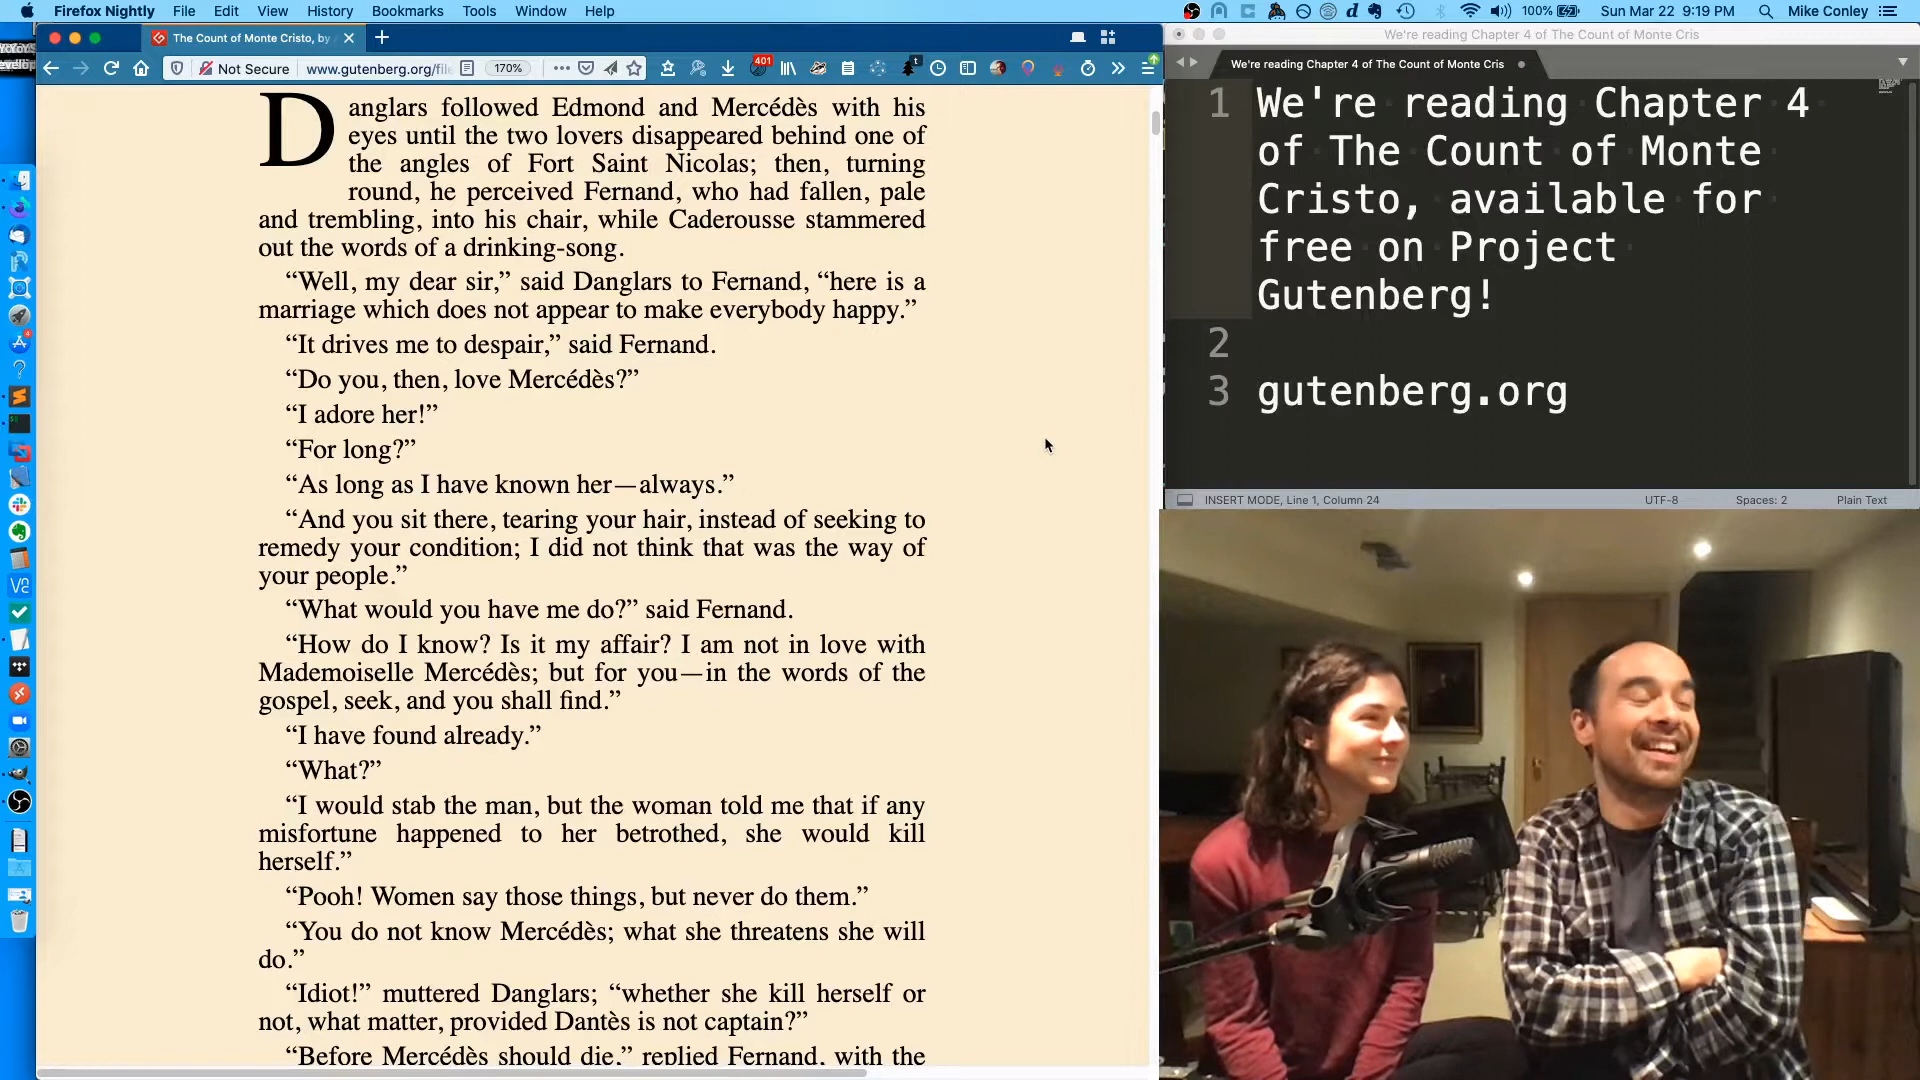 Firefox Nightly File Edit View History Bookmarks Tools Window Help
100% Sun Mar 22 9:19 PM Mike Conley
The Count of Monte Cristo, by
We're reading Chapter 4 of The Count of Monte Cris
Not Secure www.gutenberg.org/file 170% 401
We're reading Chapter 4 of The Count of Monte Cris
Danglars followed Edmond and Mercédès with his
eyes until the two lovers disappeared behind one of
the angles of Fort Saint Nicolas; then, turning
round, he perceived Fernand, who had fallen, pale
and trembling, into his chair, while Caderousse stammered
out the words of a drinking-song.
“Well, my dear sir,” said Danglars to Fernand, “here is a
marriage which does not appear to make everybody happy.”
“It drives me to despair,” said Fernand.
“Do you, then, love Mercédès?”
“I adore her!”
“For long?”
“As long as I have known her—always.”
“And you sit there, tearing your hair, instead of seeking to
remedy your condition; I did not think that was the way of
your people.”
“What would you have me do?” said Fernand.
“How do I know? Is it my affair? I am not in love with
Mademoiselle Mercédès; but for you—in the words of the
gospel, seek, and you shall find.”
“I have found already.”
“What?”
“I would stab the man, but the woman told me that if any
misfortune happened to her betrothed, she would kill
herself.”
“Pooh! Women say those things, but never do them.”
“You do not know Mercédès; what she threatens she will
do.”
“Idiot!” muttered Danglars; “whether she kill herself or
not, what matter, provided Dantès is not captain?”
“Before Mercédès should die,” replied Fernand, with the
1 We're reading Chapter 4
of The Count of Monte
Cristo, available for
free on Project
Gutenberg!
2
3 gutenberg.org
INSERT MODE, Line 1, Column 24 UTF-8 Spaces: 2 Plain Text